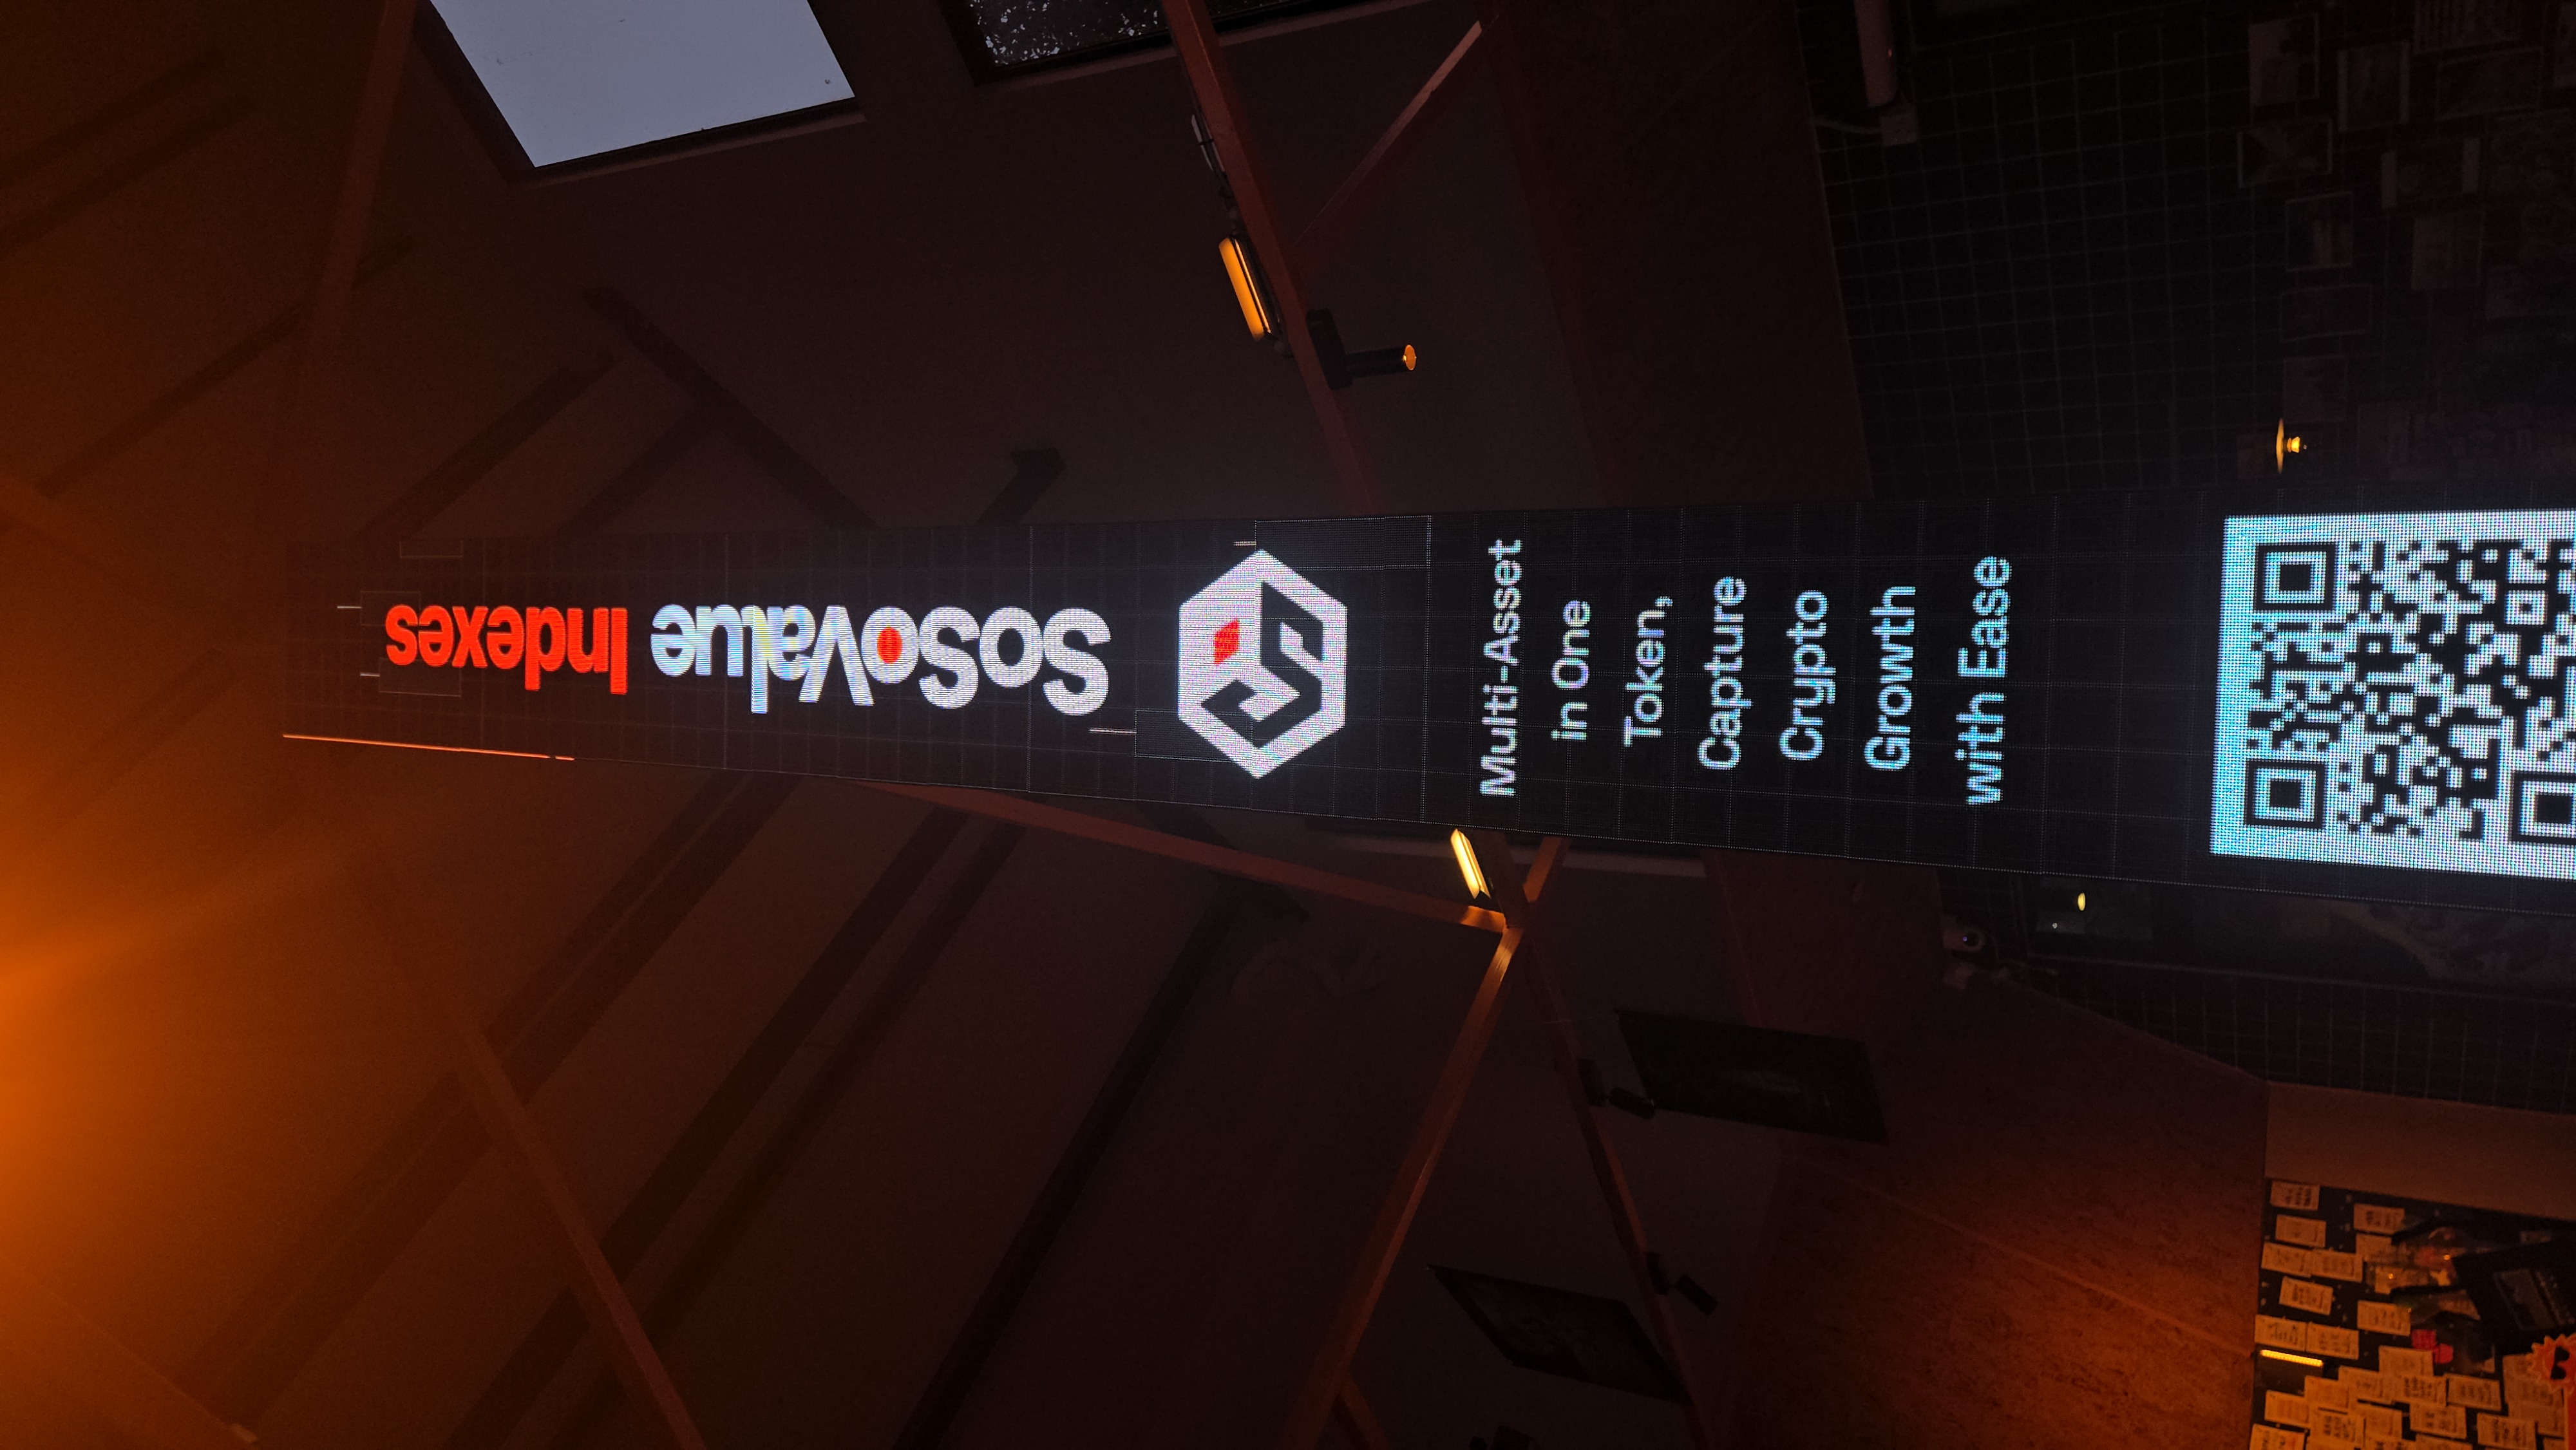 SoSoValue Indexes
Multi-Asset
in One
Token,
Capture
Crypto
Growth
with Ease